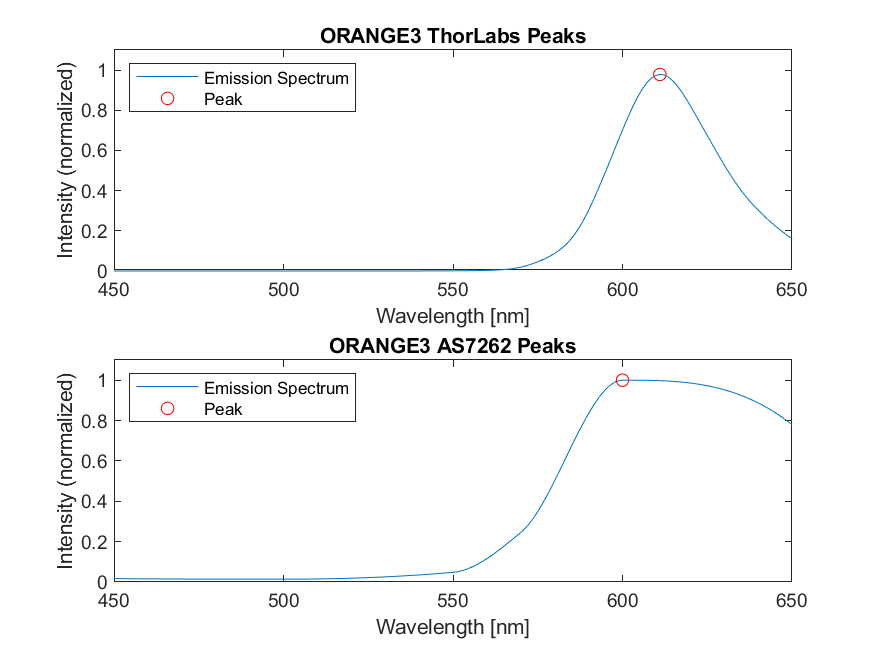 ORANGE3 ThorLabs Peaks
Intensity (normalized)
1
0.8
0.6
0.4
0.2
0
Emission Spectrum
Peak
450 500 550 600 650
Wavelength [nm]
ORANGE3 AS7262 Peaks
Intensity (normalized)
1
0.8
0.6
0.4
0.2
0
Emission Spectrum
Peak
450 500 550 600 650
Wavelength [nm]